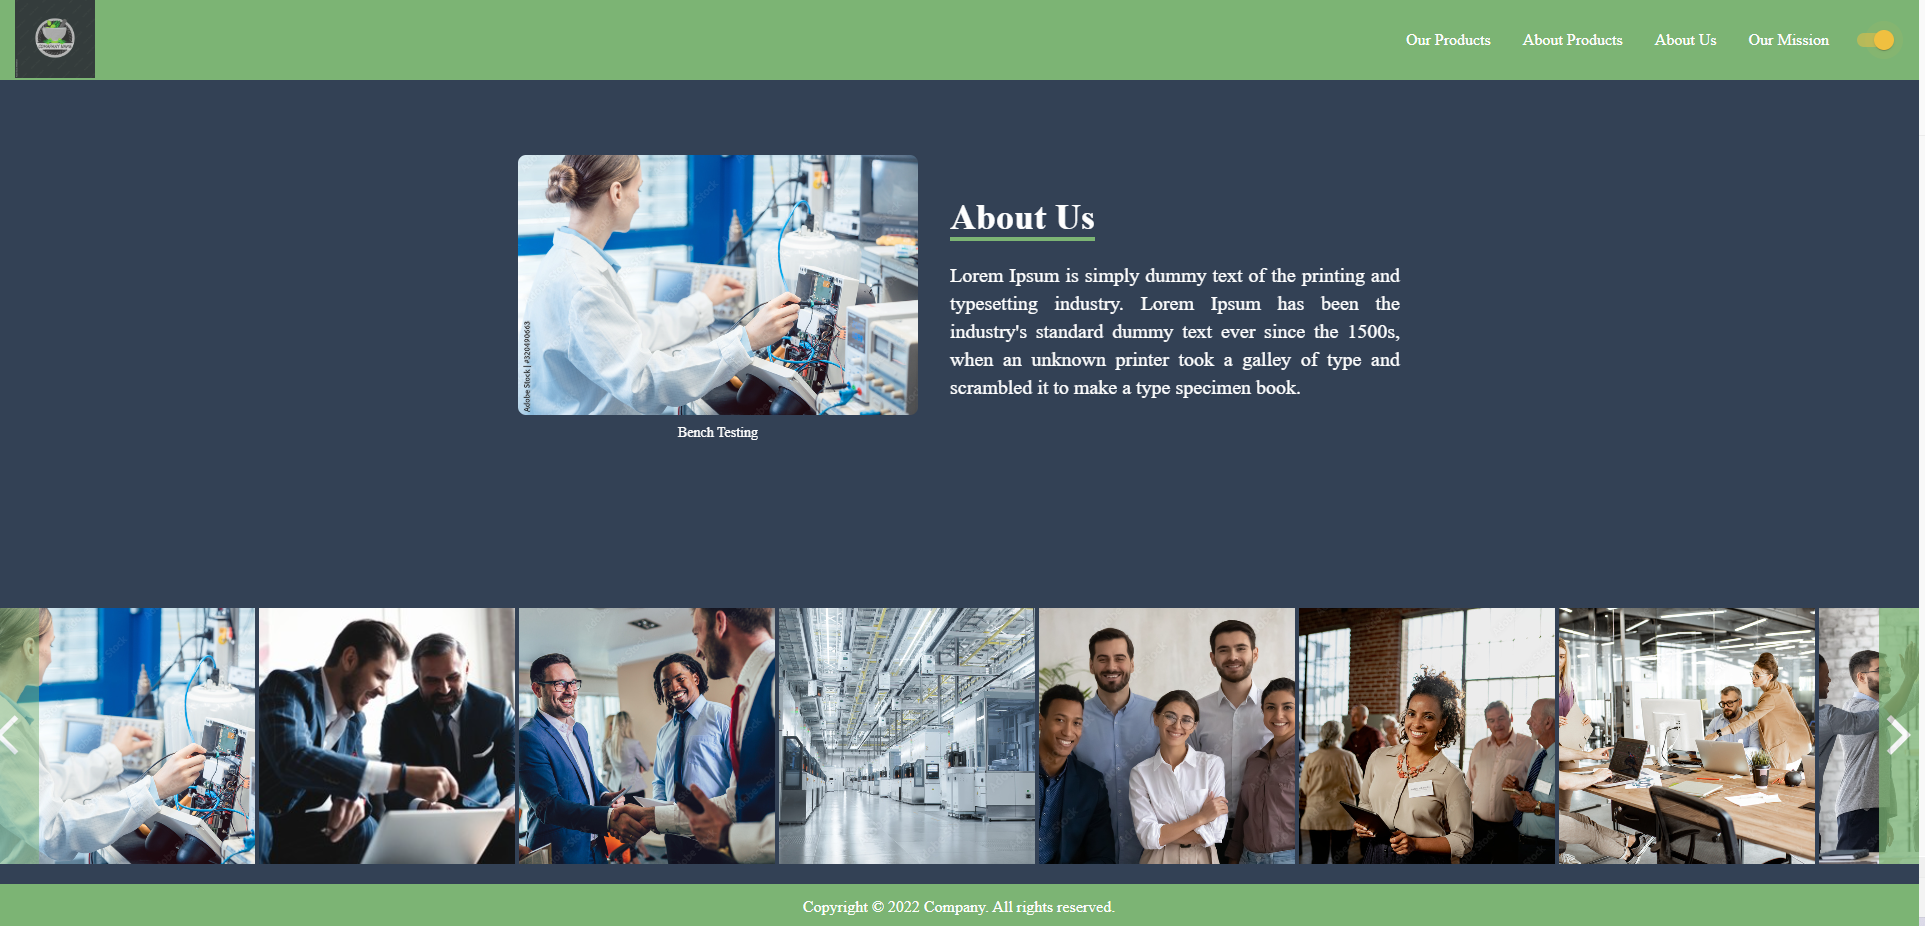 Our Products About Products About Us Our Mission
About Us
Lorem Ipsum is simply dummy text of the printing and
typesetting industry. Lorem Ipsum has been the
industry's standard dummy text ever since the 1500s,
when an unknown printer took a galley of type and
scrambled it to make a type specimen book.
Adobe Stock | #320490663
Bench Testing
Copyright © 2022 Company. All rights reserved.